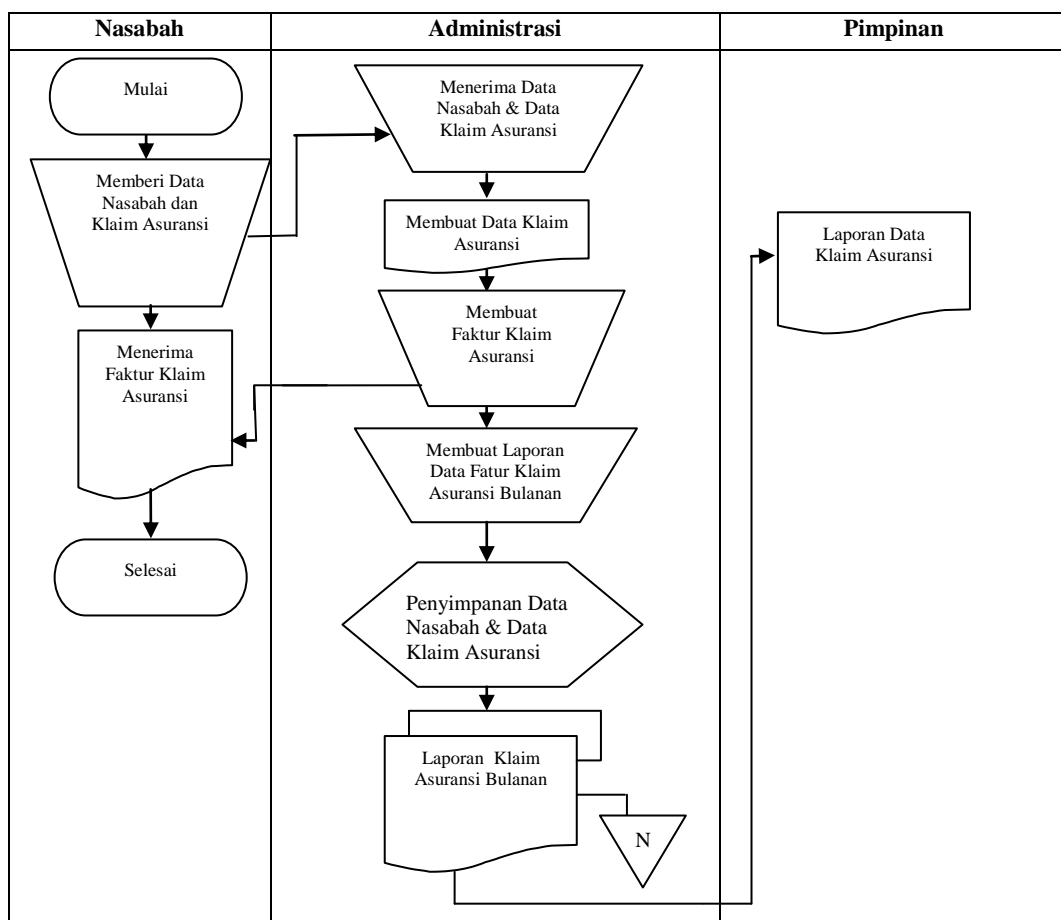 Nasabah
Administrasi
Pimpinan
Mulai
Memberi Data
Nasabah dan
Klaim Asuransi
Menerima
Faktur Klaim
Asuransi
Selesai
Menerima Data
Nasabah & Data
Klaim Asuransi
Membuat Data Klaim
Asuransi
Membuat
Faktur Klaim
Asuransi
Membuat Laporan
Data Fatur Klaim
Asuransi Bulanan
Penyimpanan Data
Nasabah & Data
Klaim Asuransi
Laporan Klaim
Asuransi Bulanan
N
Laporan Data
Klaim Asuransi